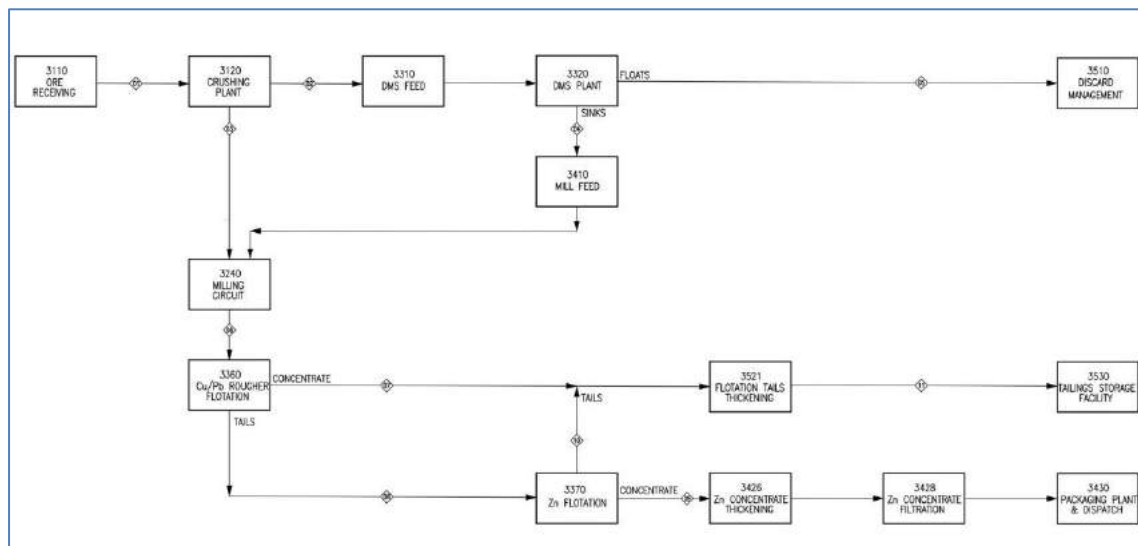 3110
ORE
RECEIVING
3120
CRUSHING
PLANT
3310
DMS FEED
3320
DMS PLANT
FLOATS
SINKS
3510
DISCARD
MANAGEMENT
3410
MILL FEED
3240
MILLING
CIRCUIT
3360
Cu/Pb ROUGHER
FLOTATION
CONCENTRATE
TAILS
TAILS
3521
FLOTATION TAILS
THICKENING
11
3530
TAILINGS STORAGE
FACILITY
3370
Zn FLOTATION
CONCENTRATE
3426
Zn CONCENTRATE
THICKENING
3428
Zn CONCENTRATE
FILTRATION
3430
PACKAGING PLANT
& DISPATCH